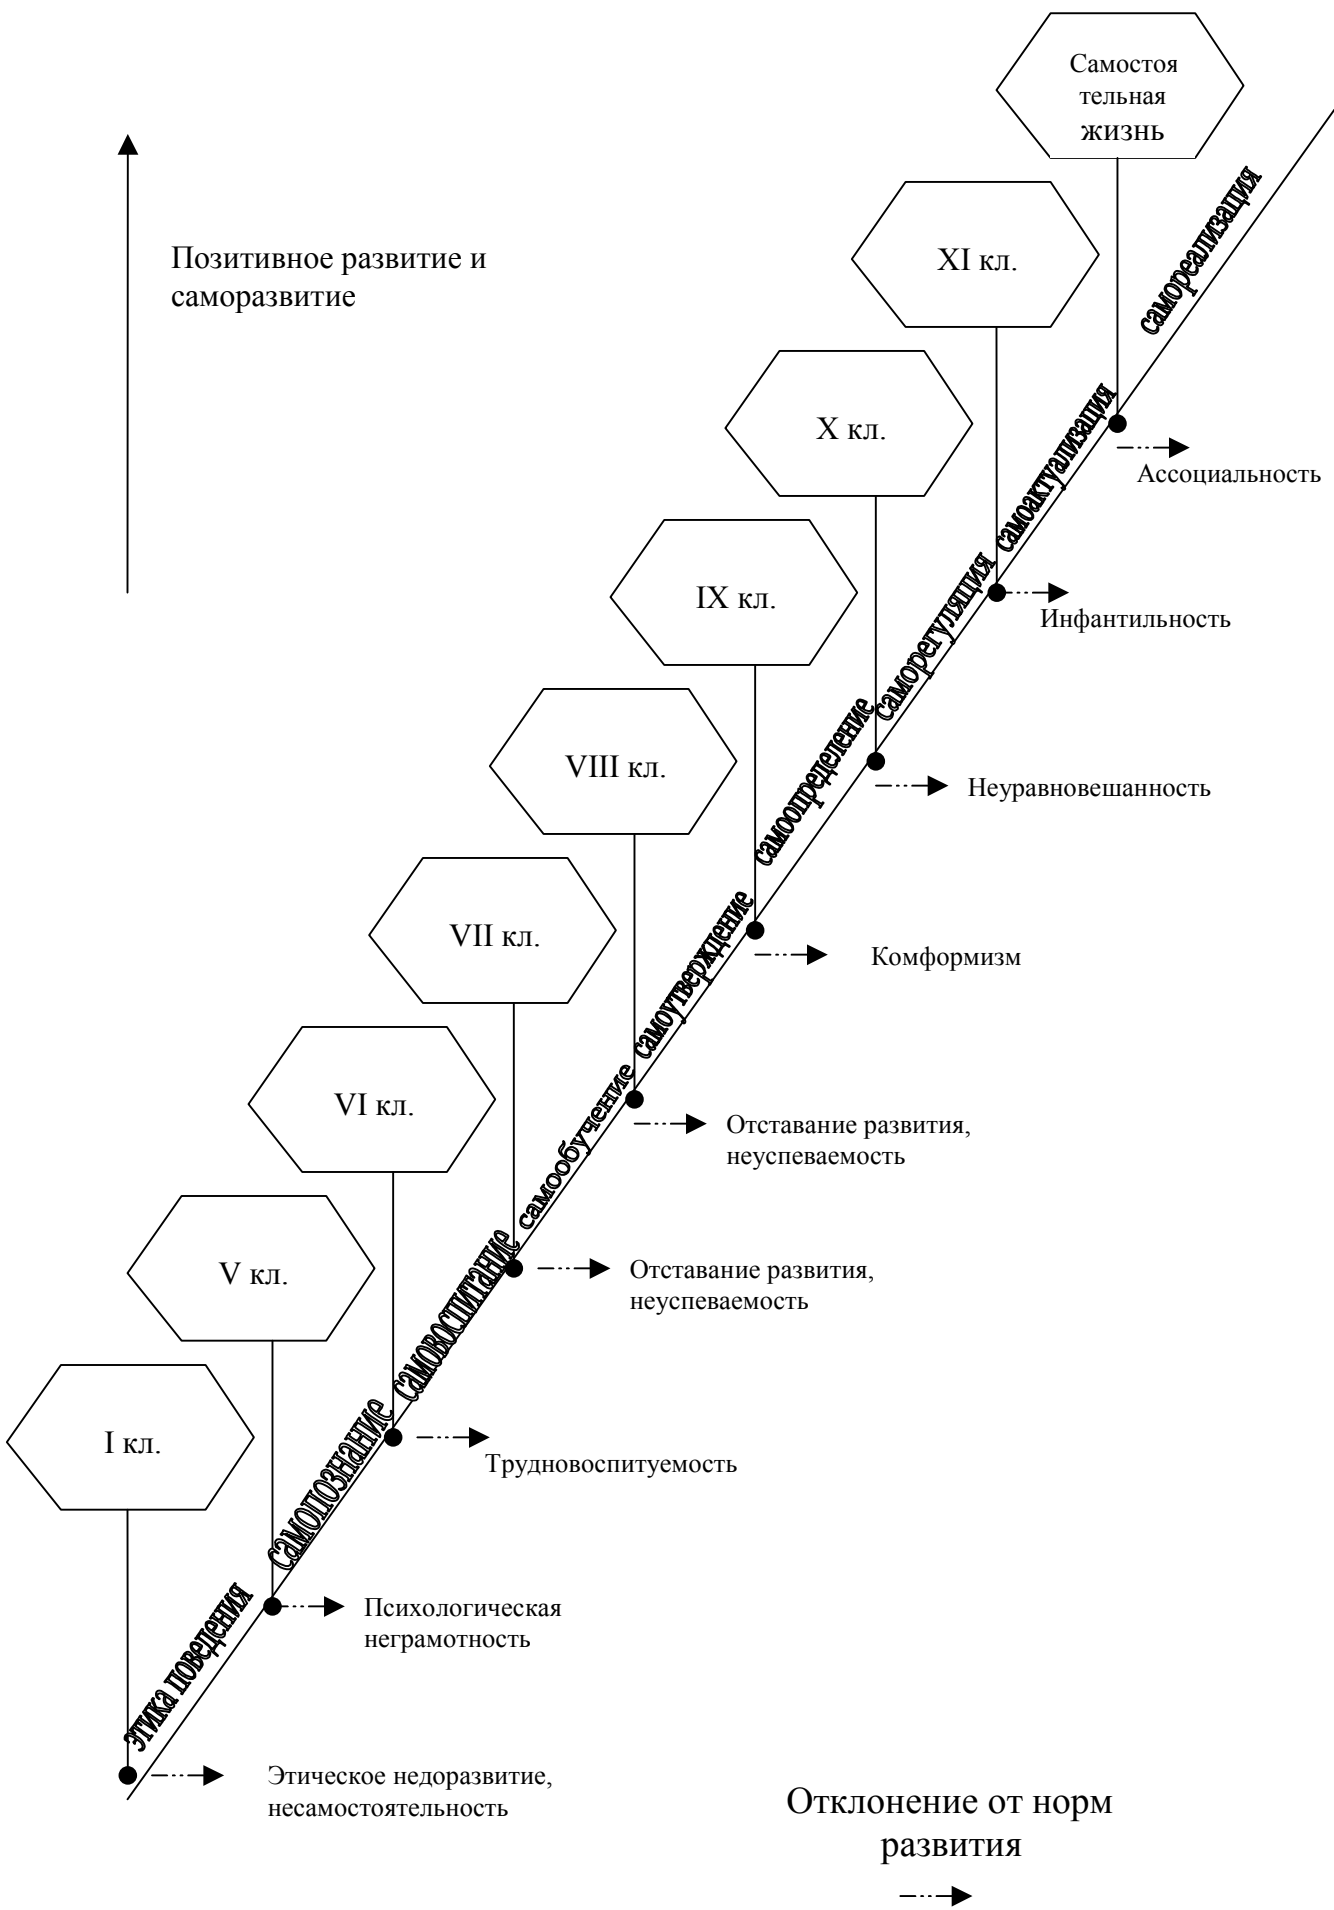 Самостоя
тельная
жизнь
самореализация
Позитивное развитие и
саморазвитие
XI кл.
самоактуализация
Ассоциальность
X кл.
саморегуляция
Инфантильность
IX кл.
самоопределение
Неуравновешанность
VIII кл.
самоутверждение
Комформизм
VII кл.
самообучение
Отставание развития,
неуспеваемость
VI кл.
самовоспитание
Отставание развития,
неуспеваемость
V кл.
самопознание
Трудновоспитуемость
I кл.
этика поведения
Психологическая
неграмотность
Этическое недоразвитие,
несамостоятельность
Отклонение от норм
развития